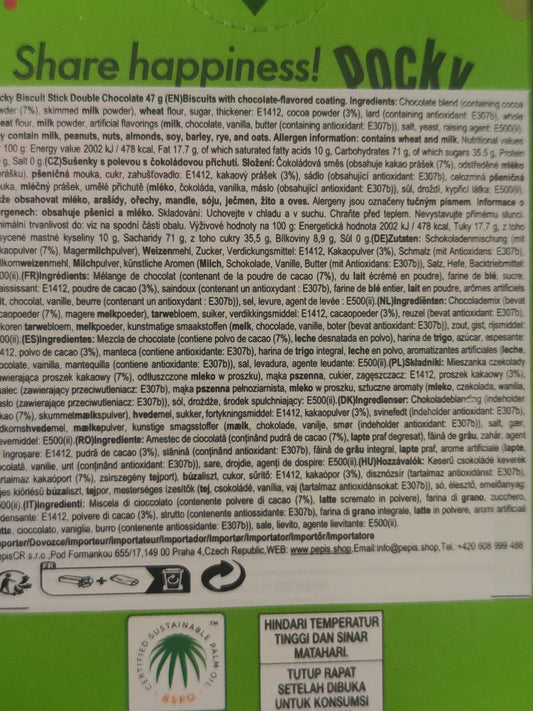 Share happiness! Pocky
cky Biscuit Stick Double Chocolate 47 g (EN)Biscuits with chocolate-flavored coating. Ingredients: Chocolate blend (containing cocoa
owder (7%), skimmed milk powder), wheat flour, sugar, thickener: E1412, cocoa powder (3%), lard (containing antioxidant: E307b), whole
eat flour, milk powder, artificial flavorings (milk, chocolate, vanilla, butter (containing antioxidant: E307b)), salt, yeast, raising agent: E500(ii).
y contain milk, peanuts, nuts, almonds, soy, barley, rye, and oats. Allergen information: contains wheat and milk. Nutritional values
100 g: Energy value 2002 kJ / 478 kcal, Fat 17.7 g, of which saturated fatty acids 10 g, Carbohydrates 71 g, of which sugars 35.5 g, Protein
g, Salt 0 g.(CZ)Sušenky s polevou s čokoládovou příchutí. Složení: Čokoládová směs (obsahuje kakao prášek (7%), odstředěné mléko
prášku), pšeničná mouka, cukr, zahušťovadlo: E1412, kakaový prášek (3%), sádlo (obsahující antioxidant: E307b), celozrnná pšeničná
ouka, mléčný prášek, umělé příchutě (mléko, čokoláda, vanilka, máslo (obsahující antioxidant: E307b)), sůl, droždí, kypřicí látka: E500(ii).
ůže obsahovat mléko, arašídy, ořechy, mandle, sóju, ječmen, žito a oves. Alergeny jsou označeny tučným písmem. Informace o
ergenech: obsahuje pšenici a mléko. Skladování: Uchovejte v chladu a v suchu. Chraňte před teplem. Nevystavujte přímému slunci.
nimální trvanlivost do: viz na spodní části obalu. Výživové hodnoty na 100 g: Energetická hodnota 2002 kJ / 478 kcal, Tuky 17,7 g, z toho
sycené mastné kyseliny 10 g, Sacharidy 71 g, z toho cukry 35,5 g, Bílkoviny 8,9 g, Sůl 0 g.(DE)Zutaten: Schokoladenmischung (mit
kaopulver (7%), Magermilchpulver), Weizenmehl, Zucker, Verdickungsmittel: E1412, Kakaopulver (3%), Schmalz (mit Antioxidans: E307b),
llkornweizenmehl, Milchpulver, künstliche Aromen (Milch, Schokolade, Vanille, Butter (mit Antioxidans: E307b)), Salz, Hefe, Backtriebmittel:
00(ii).(FR)Ingrédients: Mélange de chocolat (contenant de la poudre de cacao (7%), du lait écrémé en poudre), farine de blé, sucre,
aississant : E1412, poudre de cacao (3%), saindoux (contenant un antioxydant : E307b), farine de blé entier, lait en poudre, arômes artificiels
it, chocolat, vanille, beurre (contenant un antioxydant : E307b)), sel, levure, agent de levée : E500(ii).(NL)Ingrediënten: Chocolademix (bevat
caopoeder (7%), magere melkpoeder), tarwebloem, suiker, verdikkingsmiddel: E1412, cacaopoeder (3%), reuzel (bevat antioxidant: E307b),
lkoren tarwebloem, melkpoeder, kunstmatige smaakstoffen (melk, chocolade, vanille, boter (bevat antioxidant: E307b)), zout, gist, rijsmiddel:
00(ii).(ES)Ingredientes: Mezcla de chocolate (contiene polvo de cacao (7%), leche desnatada en polvo), harina de trigo, azúcar, espesante:
412, polvo de cacao (3%), manteca (contiene antioxidante: E307b), harina de trigo integral, leche en polvo, aromatizantes artificiales (leche,
ocolate, vainilla, mantequilla (contiene antioxidante: E307b)), sal, levadura, agente leudante: E500(ii).(PL)Składniki: Mieszanka czekolady
awierająca proszek kakaowy (7%), odtłuszczone mleko w proszku), mąka pszenna, cukier, zagęszczacz: E1412, proszek kakaowy (3%),
alec (zawierający przeciwutleniacz: E307b), mąka pszenna pełnoziarnista, mleko w proszku, sztuczne aromaty (mleko, czekolada, wanilia,
asło (zawierające przeciwutleniacz: E307b)), sól, drożdże, środek spulchniający: E500(ii).(DK)Ingredienser: Chokoladeblanding (indeholder
kao (7%), skummetmælkspulver), hvedemel, sukker, fortykningsmiddel: E1412, kakaopulver (3%), svinefedt (indeholder antioxidant: E307b),
dkornshvedemel, mælkepulver, kunstige smagsstoffer (mælk, chokolade, vanilje, smør (indeholder antioxidant: E307b)), salt, gær,
evemiddel: E500(ii).(RO)Ingrediente: Amestec de ciocolată (conținând pudră de cacao (7%), lapte praf degresat), făină de grâu, zahăr, agent
ingroșare: E1412, pudră de cacao (3%), slănină (conținând antioxidant: E307b), făină de grâu integral, lapte praf, arome artificiale (lapte,
ocolată, vanilie, unt (conținând antioxidant: E307b)), sare, drojdie, agenți de dospire: E500(ii).(HU)Hozzávalók: Keserű csokoládé keverék
artalmaz kakaóport (7%), zsírszegény tejport), búzaliszt, cukor, sűrítő: E1412, kakaópor (3%), disznózsír (tartalmaz antioxidánst: E307b),
ljes kiőrlésű búzaliszt, tejpor, mesterséges ízesítők (tej, csokoládé, vanília, vaj (tartalmaz antioxidánsokat: E307b)), só, élesztő, emelőanyag:
00(ii).(IT)Ingredienti: Miscela di cioccolato (contenente polvere di cacao (7%), latte scremato in polvere), farina di grano, zucchero,
densante: E1412, polvere di cacao (3%), strutto (contenente antiossidante: E307b), farina di grano integrale, latte in polvere, aromi artificiali
atte, cioccolato, vaniglia, burro (contenente antiossidante: E307b)), sale, lievito, agente lievitante: E500(ii).
porter/Dovozce/Importeur/Importateur/Importador/Importer/Importator/Importőr/Importatore
episCR s.r.o.,Pod Formankou 655/17,149 00 Praha 4,Czech Republic,WEB: www.pepis.shop,Email:info@pepis.shop,Tel. +420 608 999 488
FR
CERTIFIED SUSTAINABLE PALM OIL TM
RSPO
HINDARI TEMPERATUR
TINGGI DAN SINAR
MATAHARI.
TUTUP RAPAT
SETELAH DIBUKA
UNTUK KONSUMSI